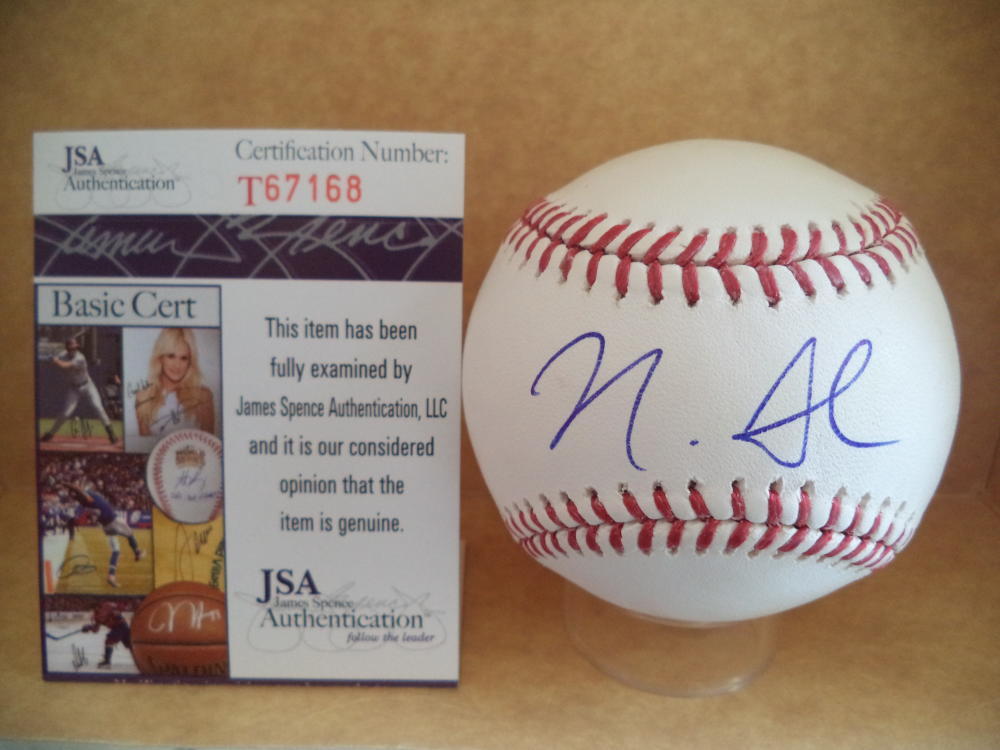 JSA
James Spence
Authentication
Certification Number:
T67168
Basic Cert
This item has been
fully examined by
James Spence Authentication, LLC
and it is our considered
opinion that the
item is genuine.
JSA
James Spence
Authentication
follow the leader